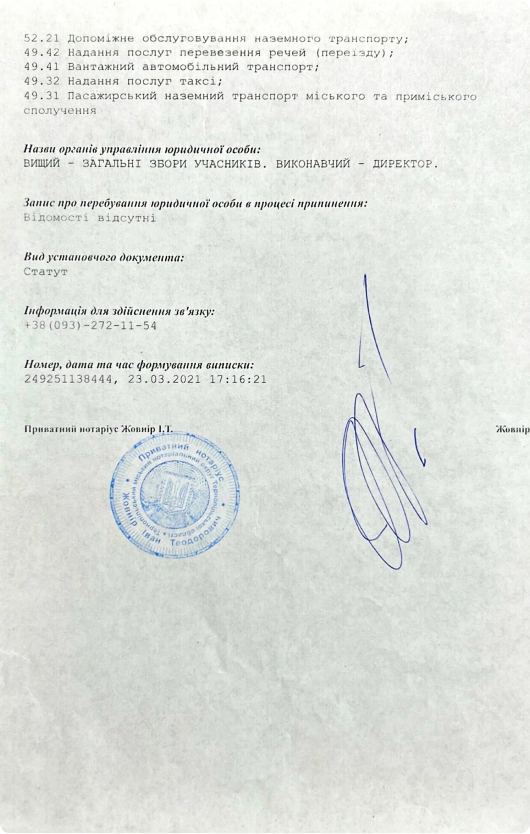 52.21 Допоміжне обслуговування наземного транспорту;
49.42 Надання послуг перевезення речей (переїзду);
49.41 Вантажний автомобільний транспорт;
49.32 Надання послуг таксі;
49.31 Пасажирський наземний транспорт міського та приміського
сполучення
Назви органів управління юридичної особи:
ВИЩИЙ – ЗАГАЛЬНІ ЗБОРИ УЧАСНИКІВ. ВИКОНАВЧИЙ – ДИРЕКТОР.
Запис про перебування юридичної особи в процесі припинення:
Відомості відсутні
Вид установчого документа:
Статут
Інформація для здійснення зв'язку:
+38(093)-272-11-54
Номер, дата та час формування виписки:
249251138444, 23.03.2021 17:16:21
Приватний нотаріус Жовнір І.Т.
Жовнір
Приватний нотаріус
Жовнір Іван Теодорович